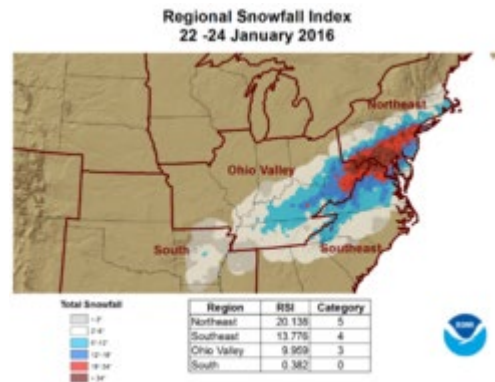 Regional Snowfall Index
22 -24 January 2016
Northeast
Ohio Valley
South
Southeast
Total Snowfall
Region RSI Category
Northeast 20.138 5
Southeast 13.776 4
Ohio Valley 9.959 3
South 0.382 0